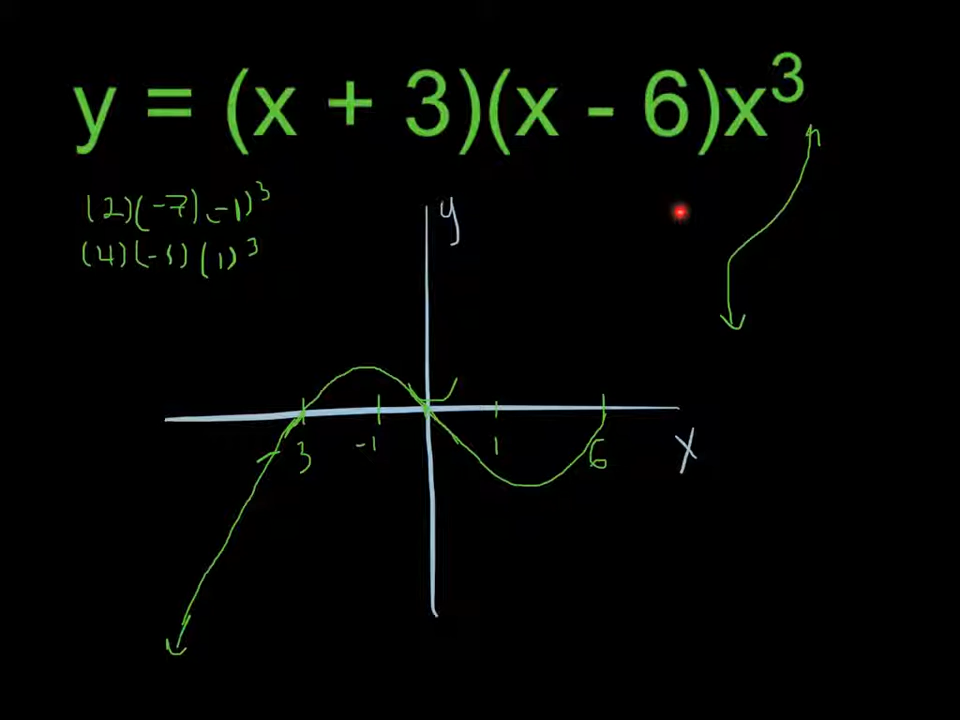 y = (x + 3)(x - 6)x³
(2)(-7)(-1)³
(4)(-5)(1)³
y
-3 -1 1 6
x